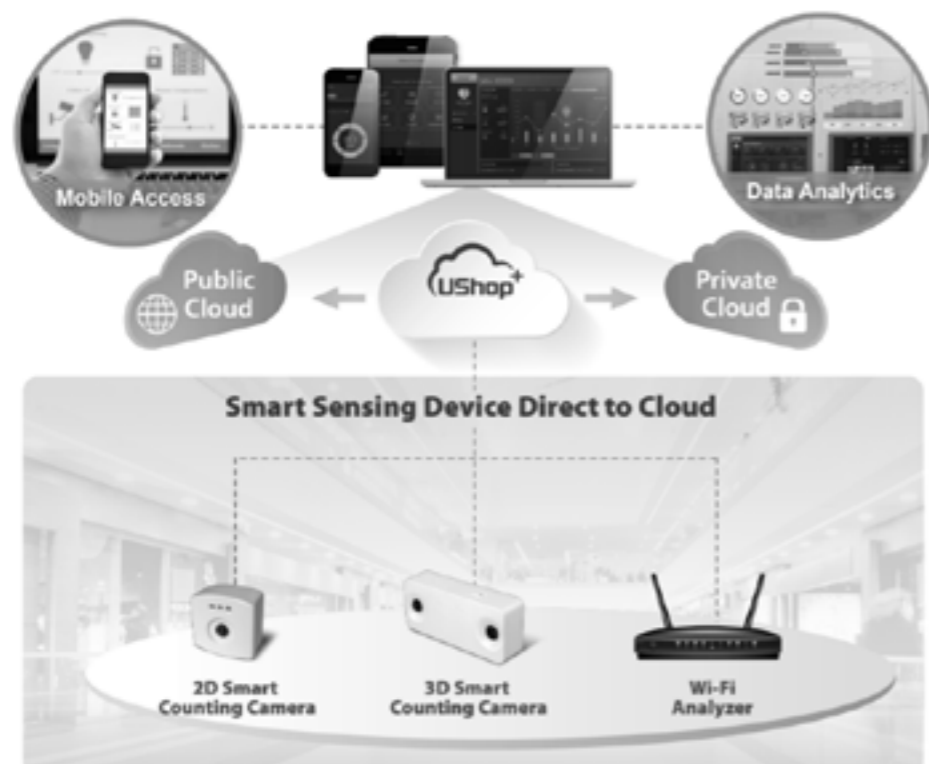 Mobile Access
Data Analytics
Public
Cloud
UShop+
Private
Cloud
Smart Sensing Device Direct to Cloud
2D Smart
Counting Camera
3D Smart
Counting Camera
Wi-Fi
Analyzer